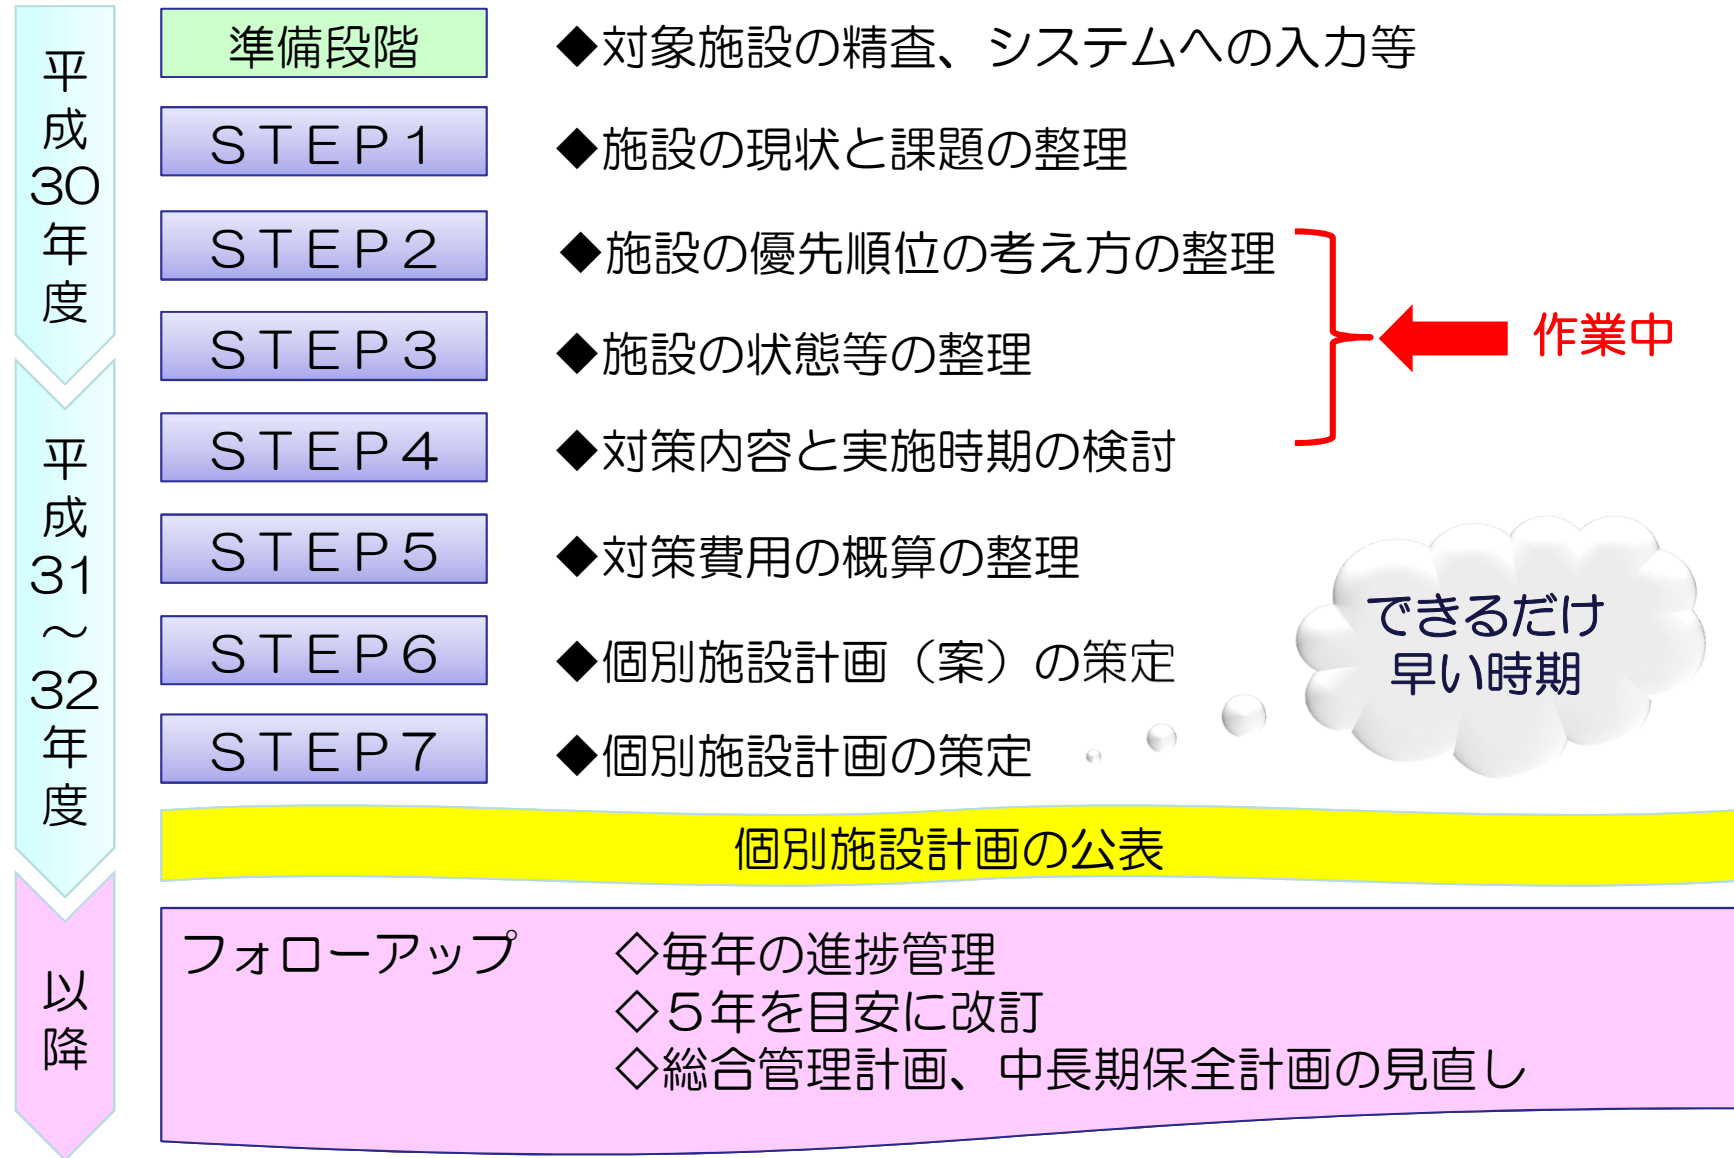 平成30年度
準備段階
◆対象施設の精査、システムへの入力等
STEP1
◆施設の現状と課題の整理
STEP2
◆施設の優先順位の考え方の整理
STEP3
◆施設の状態等の整理
作業中
平成31～32年度
STEP4
◆対策内容と実施時期の検討
STEP5
◆対策費用の概算の整理
STEP6
◆個別施設計画（案）の策定
STEP7
◆個別施設計画の策定
できるだけ
早い時期
個別施設計画の公表
以降
フォローアップ
◇毎年の進捗管理
◇５年を目安に改訂
◇総合管理計画、中長期保全計画の見直し